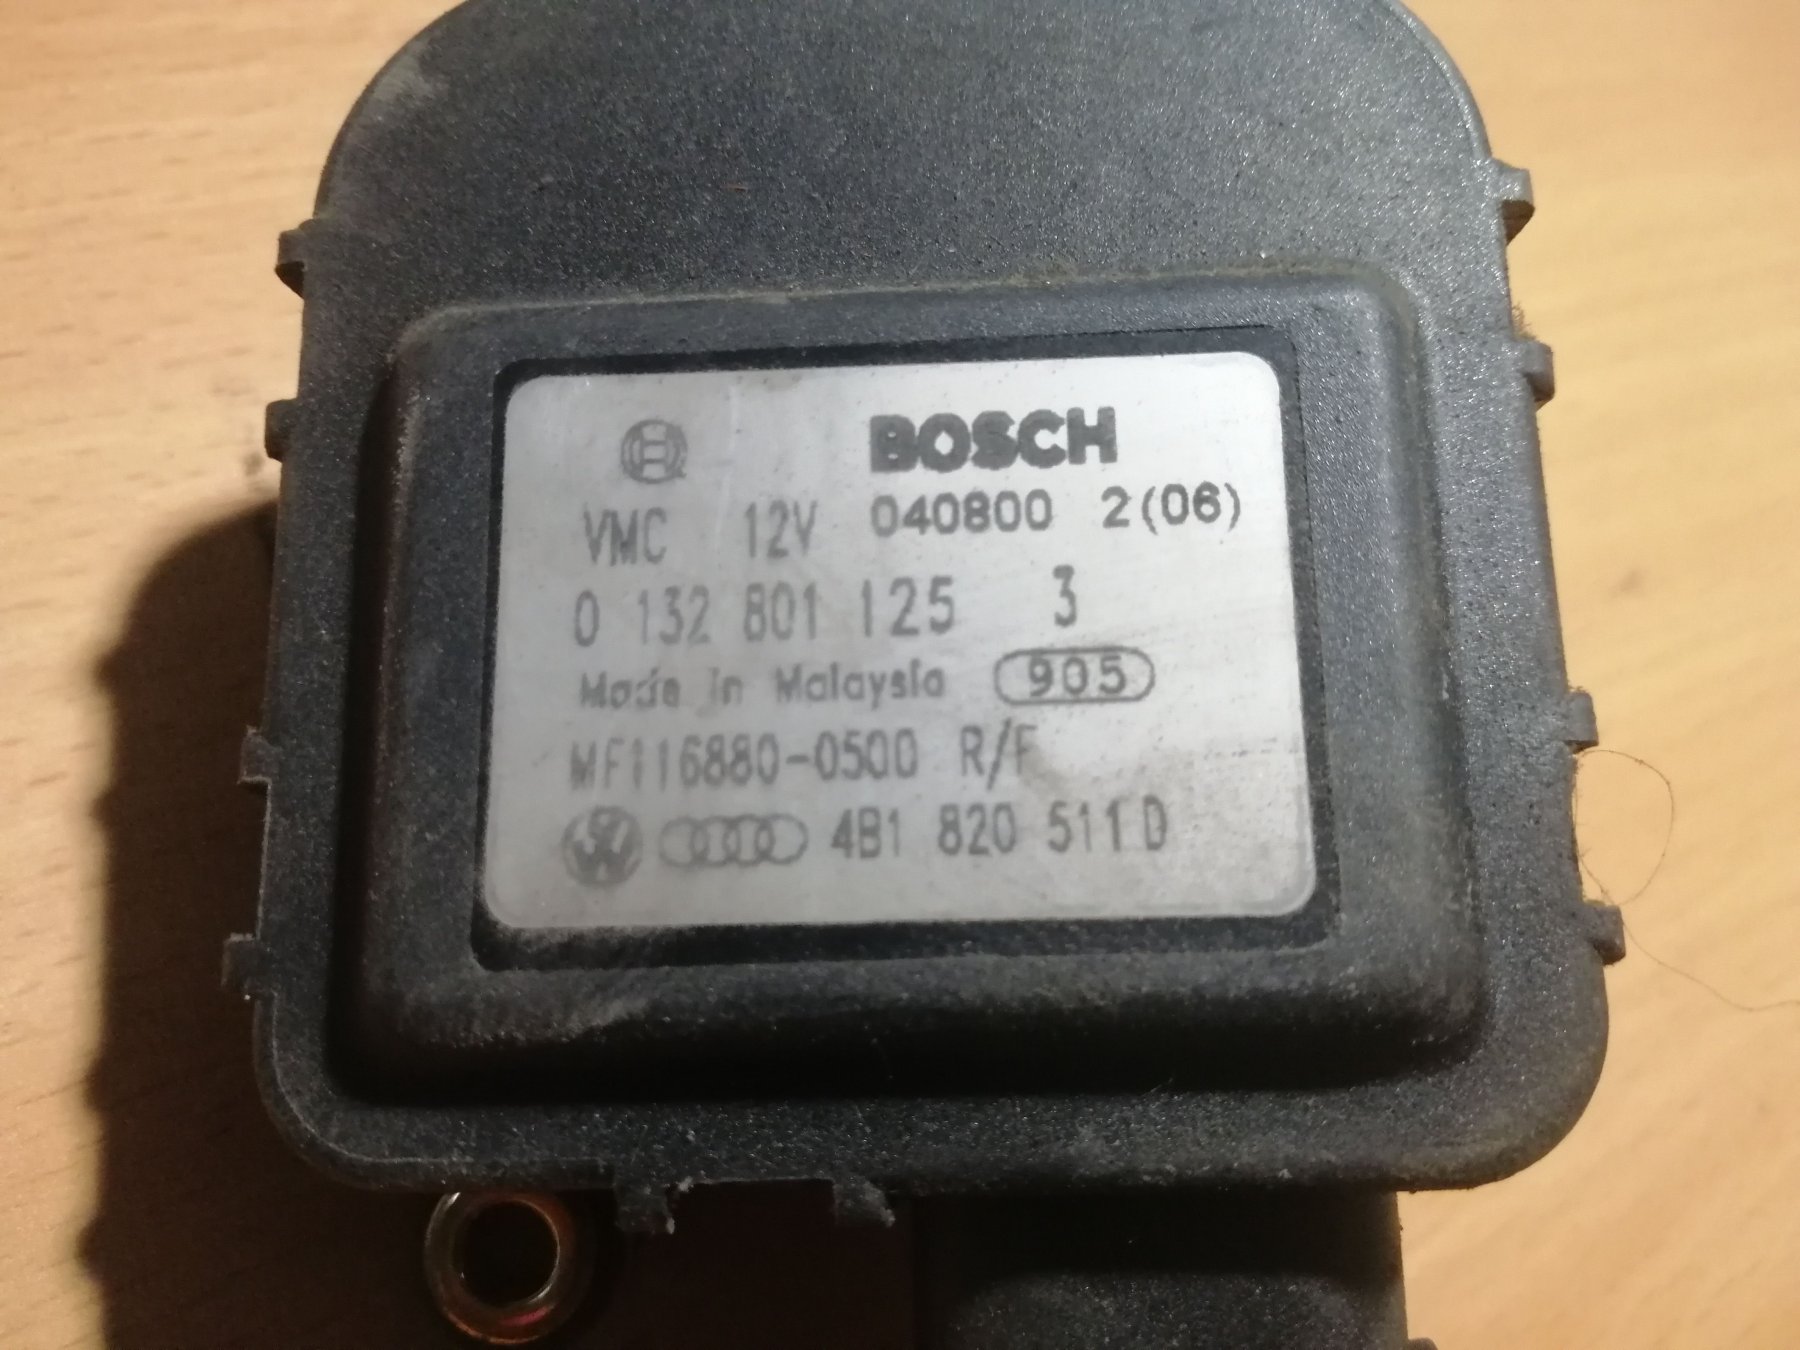 BOSCH
VMC 12V 040800 2(06)
0 132 801 125 3
Made in Malaysia 905
MF116880-0500 R/F
4B1 820 511 D